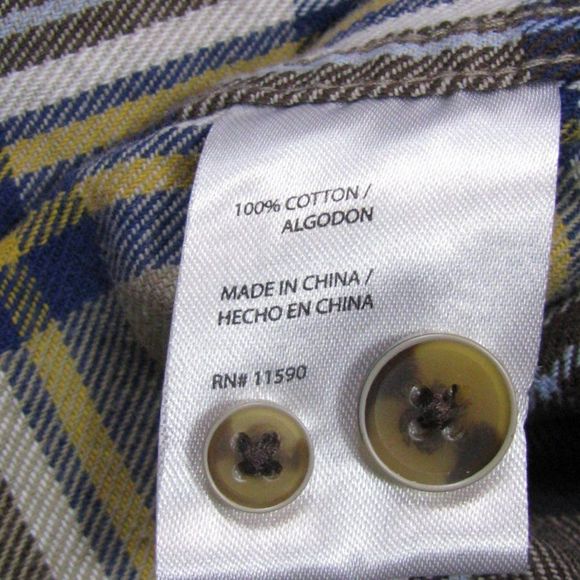 100% COTTON /
ALGODON
MADE IN CHINA /
HECHO EN CHINA
RN# 11590